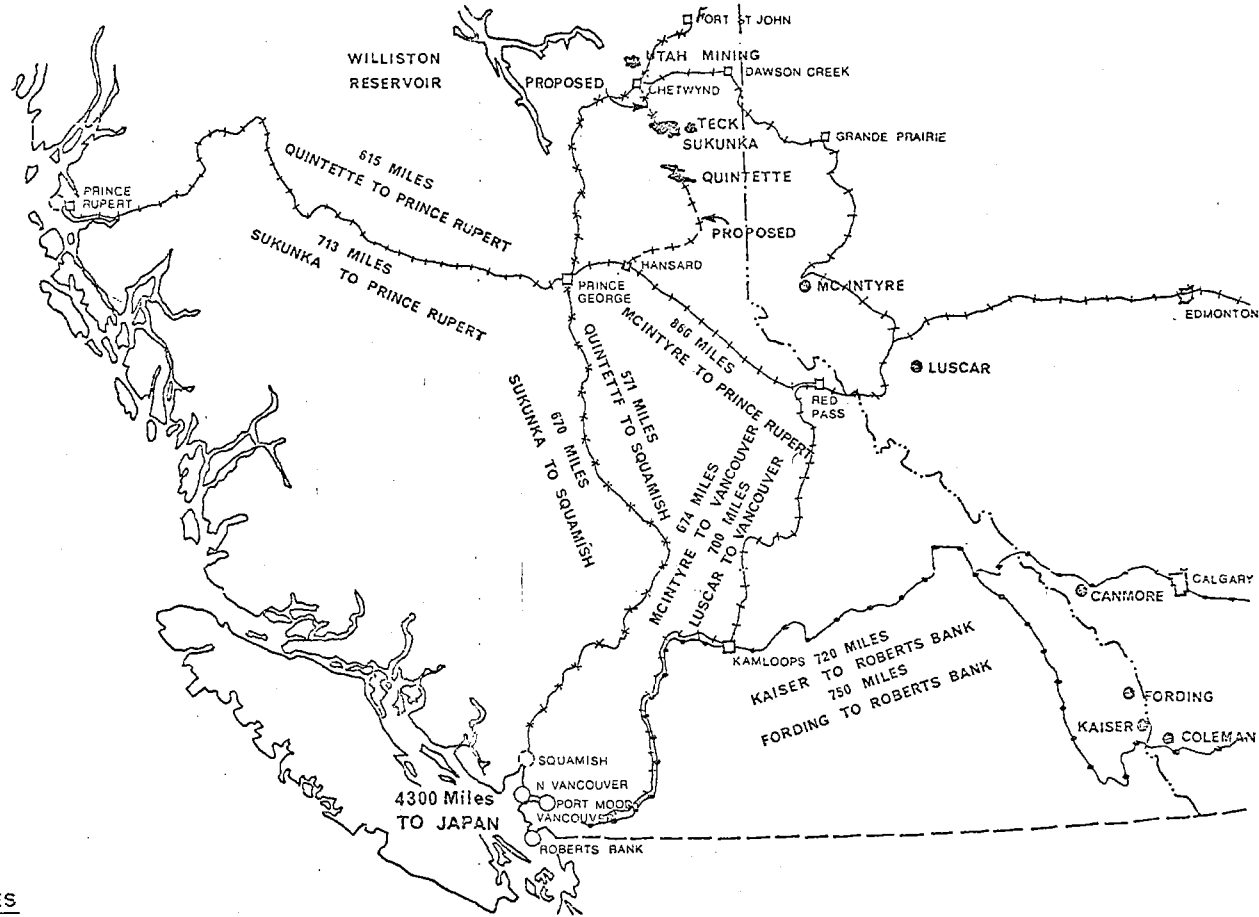 FORT ST JOHN
WILLISTON
RESERVOIR
UTAH MINING
PROPOSED
CHETWYND
DAWSON CREEK
TECK
SUKUNKA
GRANDE PRAIRIE
QUINTETTE
PROPOSED
615 MILES
QUINTETTE TO PRINCE RUPERT
713 MILES
SUKUNKA TO PRINCE RUPERT
PRINCE
RUPERT
HANSARD
PRINCE
GEORGE
MCINTYRE
EDMONTON
LUSCAR
866 MILES
MCINTYRE TO PRINCE RUPERT
RED
PASS
571 MILES
QUINTETTE TO SQUAMISH
670 MILES
SUKUNKA TO SQUAMISH
674 MILES
MCINTYRE TO VANCOUVER
700 MILES
LUSCAR TO VANCOUVER
CALGARY
CANMORE
KAMLOOPS
720 MILES
KAISER TO ROBERTS BANK
750 MILES
FORDING TO ROBERTS BANK
FORDING
KAISER
COLEMAN
SQUAMISH
N VANCOUVER
PORT MOODY
VANCOUVER
4300 Miles
TO JAPAN
ROBERTS BANK